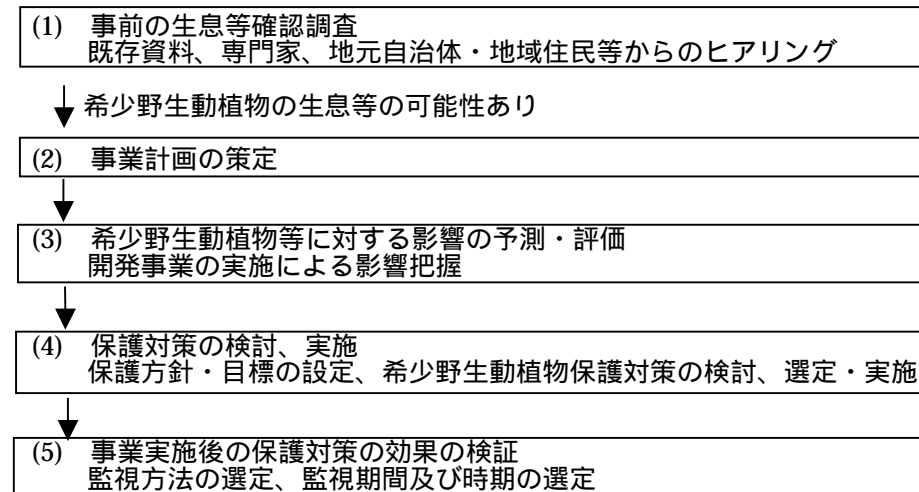 (1) 事前の生息等確認調査
既存資料、専門家、地元自治体・地域住民等からのヒアリング
希少野生動植物の生息等の可能性あり
(2) 事業計画の策定
(3) 希少野生動植物等に対する影響の予測・評価
開発事業の実施による影響把握
(4) 保護対策の検討、実施
保護方針・目標の設定、希少野生動植物保護対策の検討、選定・実施
(5) 事業実施後の保護対策の効果の検証
監視方法の選定、監視期間及び時期の選定